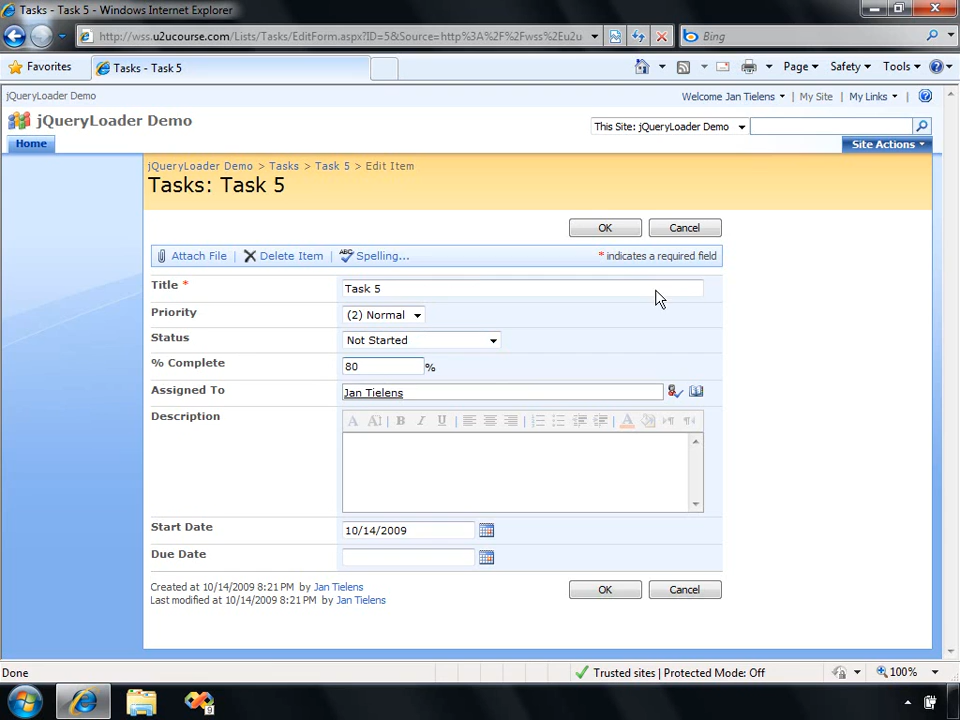 Tasks - Task 5 - Windows Internet Explorer
http://wss.u2ucourse.com/Lists/Tasks/EditForm.aspx?ID=5&Source=http%3A%2F%2Fwss%2Eu2u
Bing
Favorites
Tasks - Task 5
Page
Safety
Tools
jQueryLoader Demo
Welcome Jan Tielens
My Site
My Links
jQueryLoader Demo
This Site: jQueryLoader Demo
Home
Site Actions
jQueryLoader Demo > Tasks > Task 5 > Edit Item
Tasks: Task 5
OK
Cancel
Attach File
Delete Item
ABC
Spelling...
* indicates a required field
Title *
Task 5
Priority
(2) Normal
Status
Not Started
% Complete
80
%
Assigned To
Jan Tielens
Description
A A B I U A
Start Date
10/14/2009
Due Date
Created at 10/14/2009 8:21 PM by Jan Tielens
Last modified at 10/14/2009 8:21 PM by Jan Tielens
OK
Cancel
Done
Trusted sites | Protected Mode: Off
100%
9